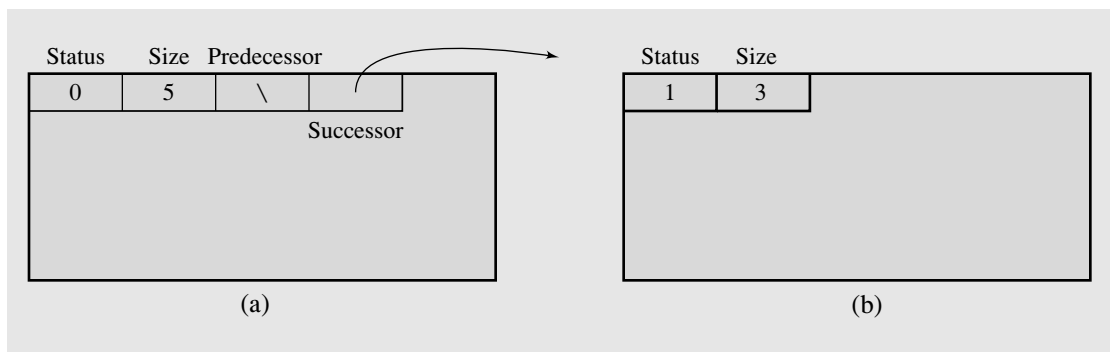 Status Size Predecessor
0 5 \
Successor
(a)
Status Size
1 3
(b)